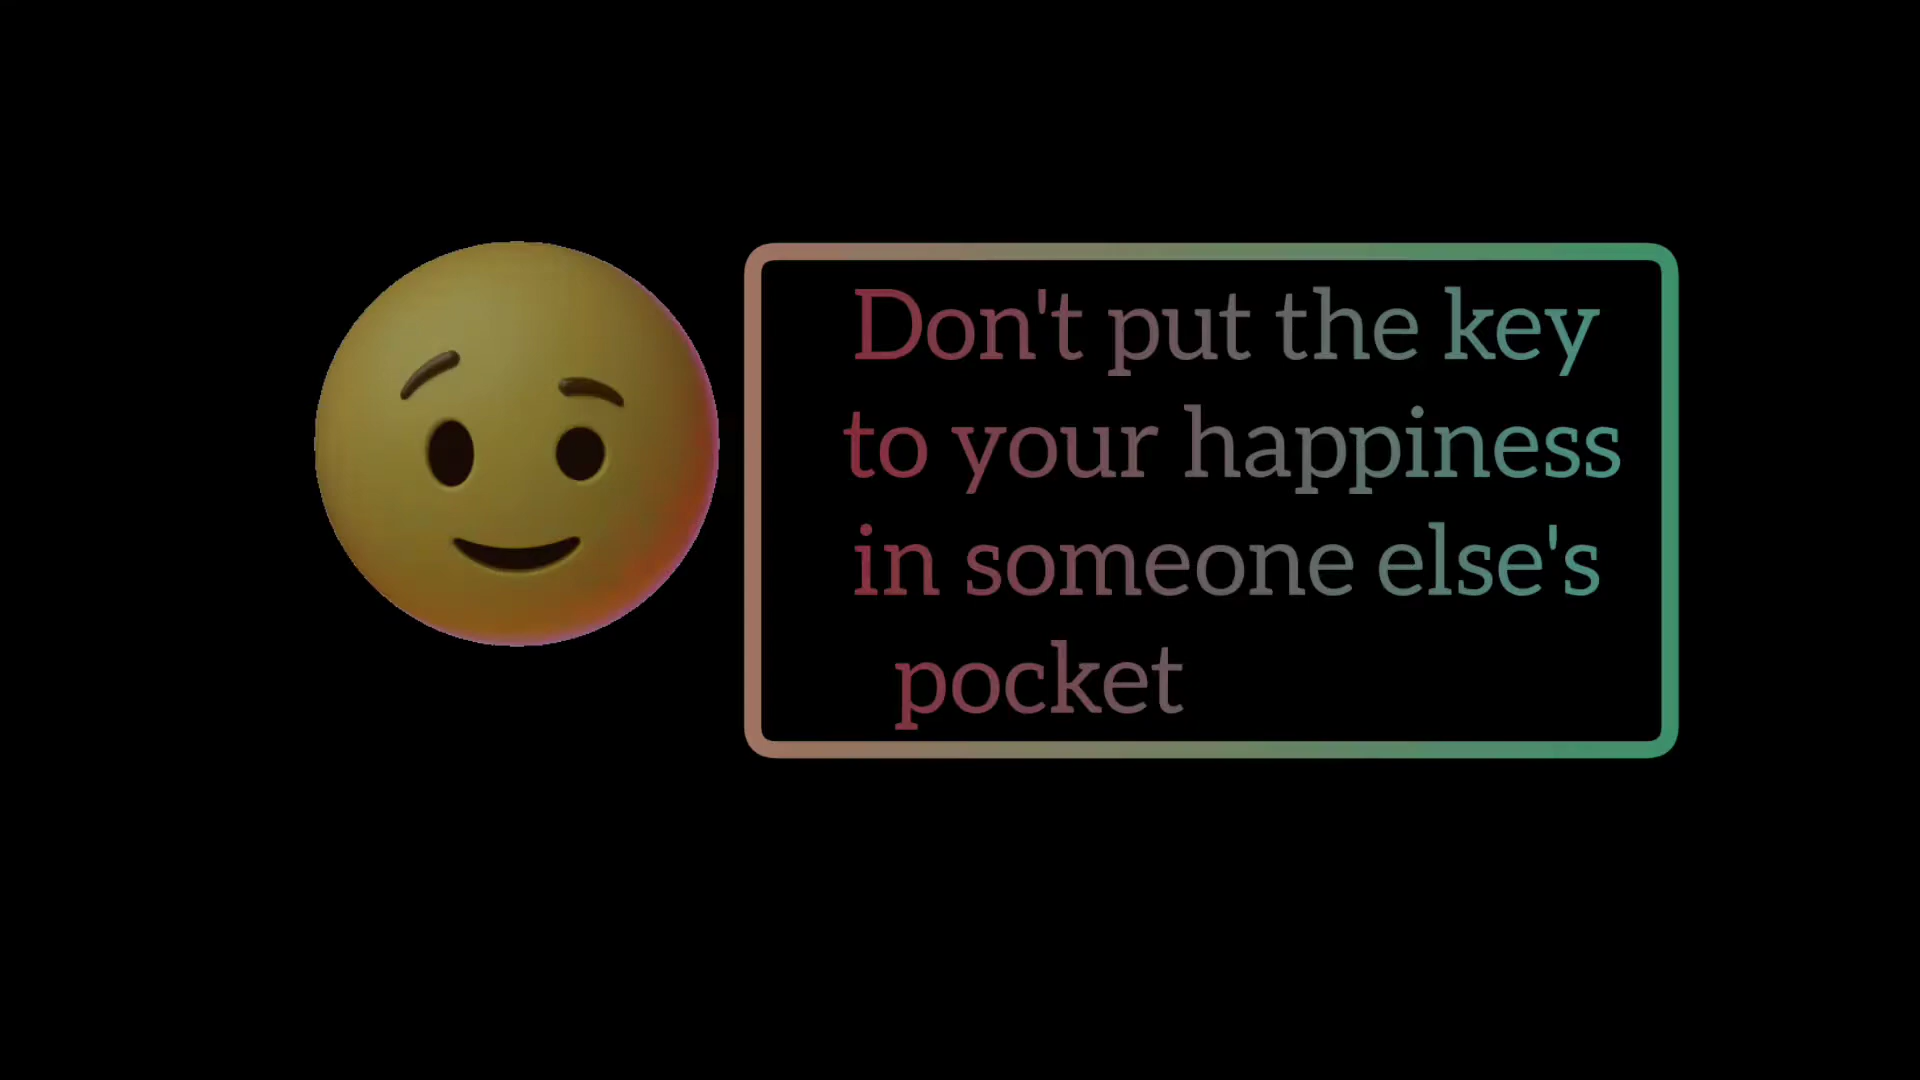 Don't put the key
to your happiness
in someone else's
pocket